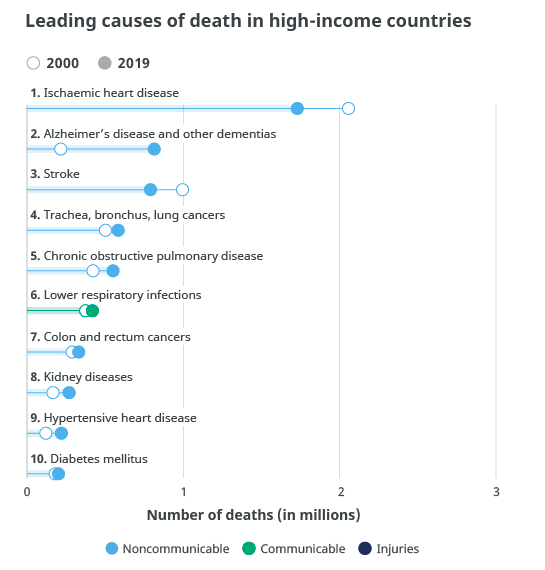 Leading causes of death in high-income countries
2000 2019
1. Ischaemic heart disease
2. Alzheimer’s disease and other dementias
3. Stroke
4. Trachea, bronchus, lung cancers
5. Chronic obstructive pulmonary disease
6. Lower respiratory infections
7. Colon and rectum cancers
8. Kidney diseases
9. Hypertensive heart disease
10. Diabetes mellitus
0 1 2 3
Number of deaths (in millions)
Noncommunicable Communicable Injuries